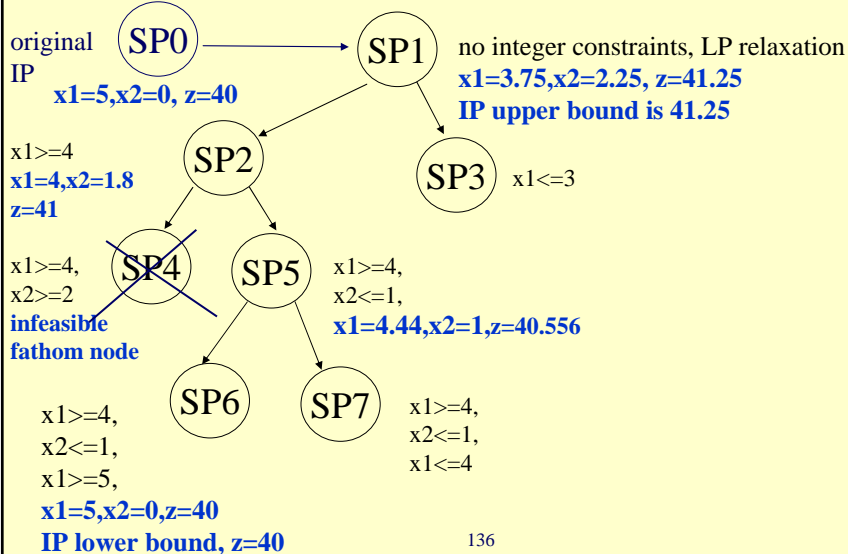 original
IP
SP0
x1=5,x2=0, z=40
SP1
no integer constraints, LP relaxation
x1=3.75,x2=2.25, z=41.25
IP upper bound is 41.25
x1>=4
x1=4,x2=1.8
z=41
SP2
SP3
x1<=3
x1>=4,
x2>=2
infeasible
fathom node
SP4
SP5
x1>=4,
x2<=1,
x1=4.44,x2=1,z=40.556
SP6
x1>=4,
x2<=1,
x1>=5,
x1=5,x2=0,z=40
IP lower bound, z=40
SP7
x1>=4,
x2<=1,
x1<=4
136